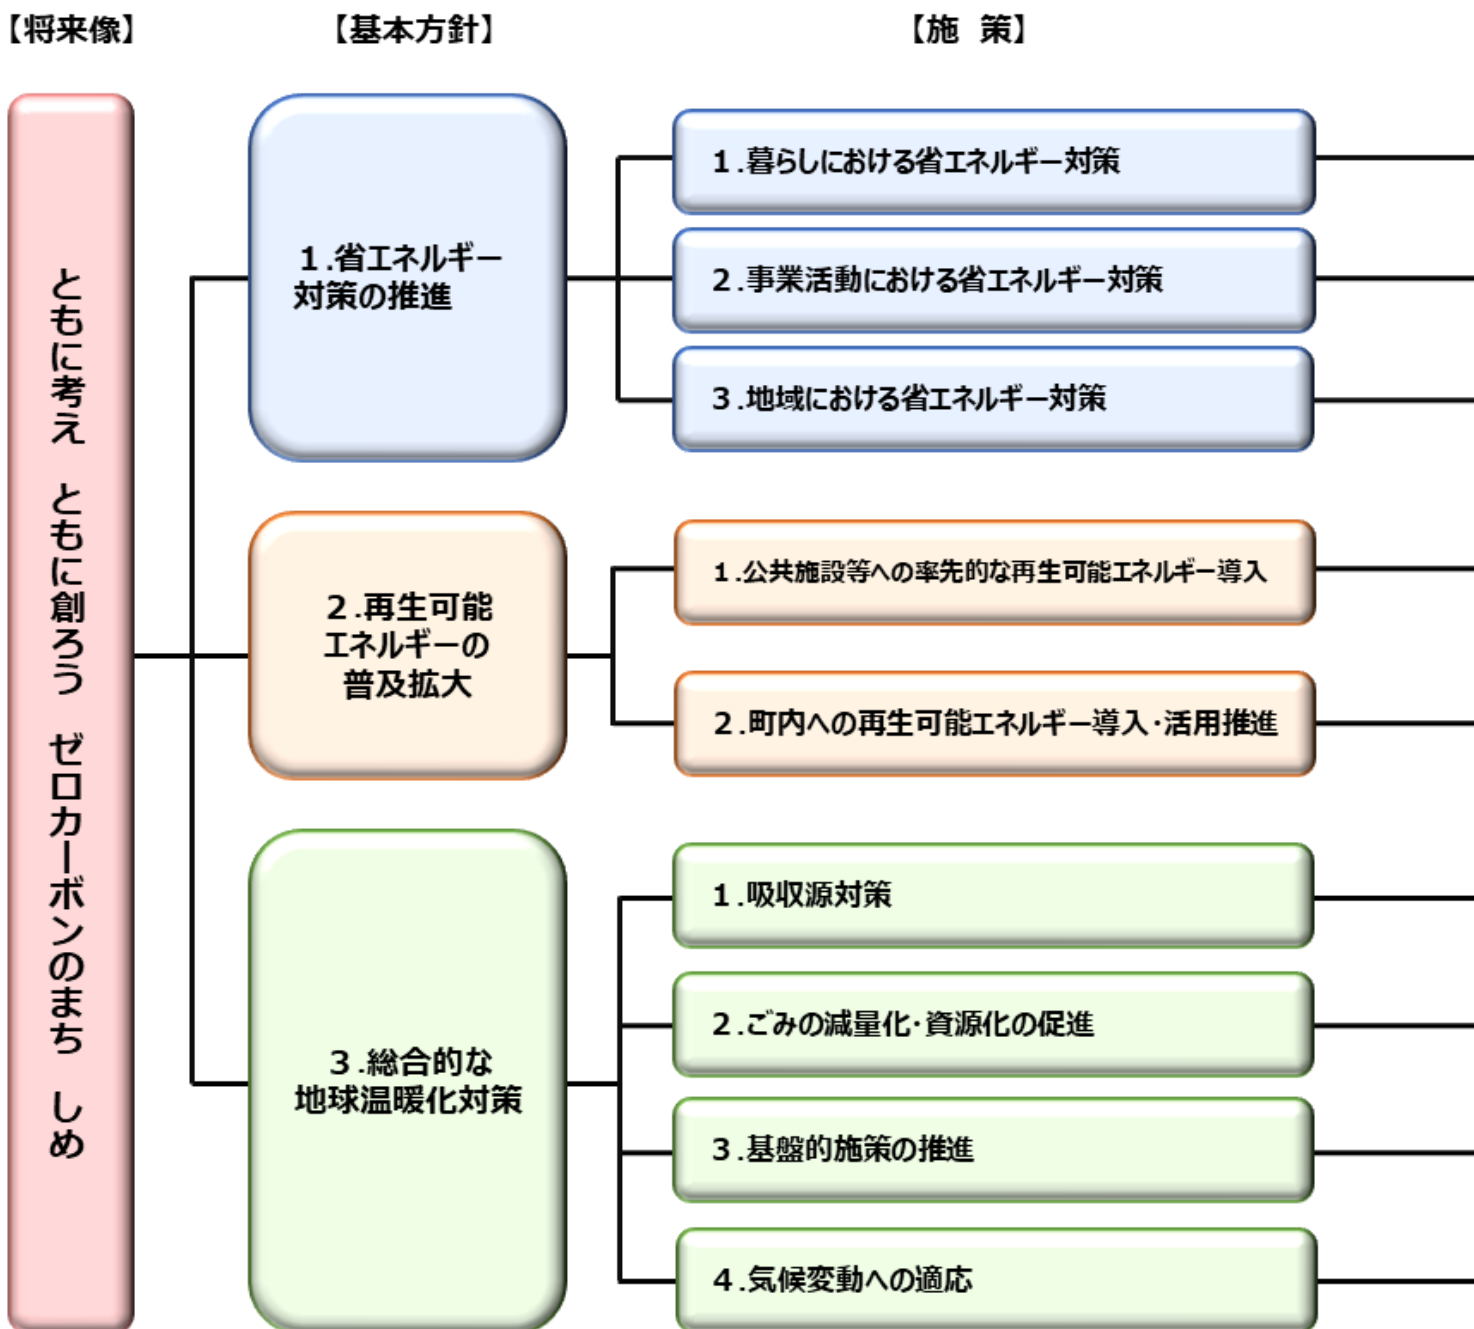 【将来像】
【基本方針】
【施 策】
ともに考え ともに創ろう ゼロカーボンのまち しめ
1.省エネルギー
対策の推進
1.暮らしにおける省エネルギー対策
2.事業活動における省エネルギー対策
3.地域における省エネルギー対策
2.再生可能
エネルギーの
普及拡大
1.公共施設等への率先的な再生可能エネルギー導入
2.町内への再生可能エネルギー導入･活用推進
3.総合的な
地球温暖化対策
1.吸収源対策
2.ごみの減量化･資源化の促進
3.基盤的施策の推進
4.気候変動への適応